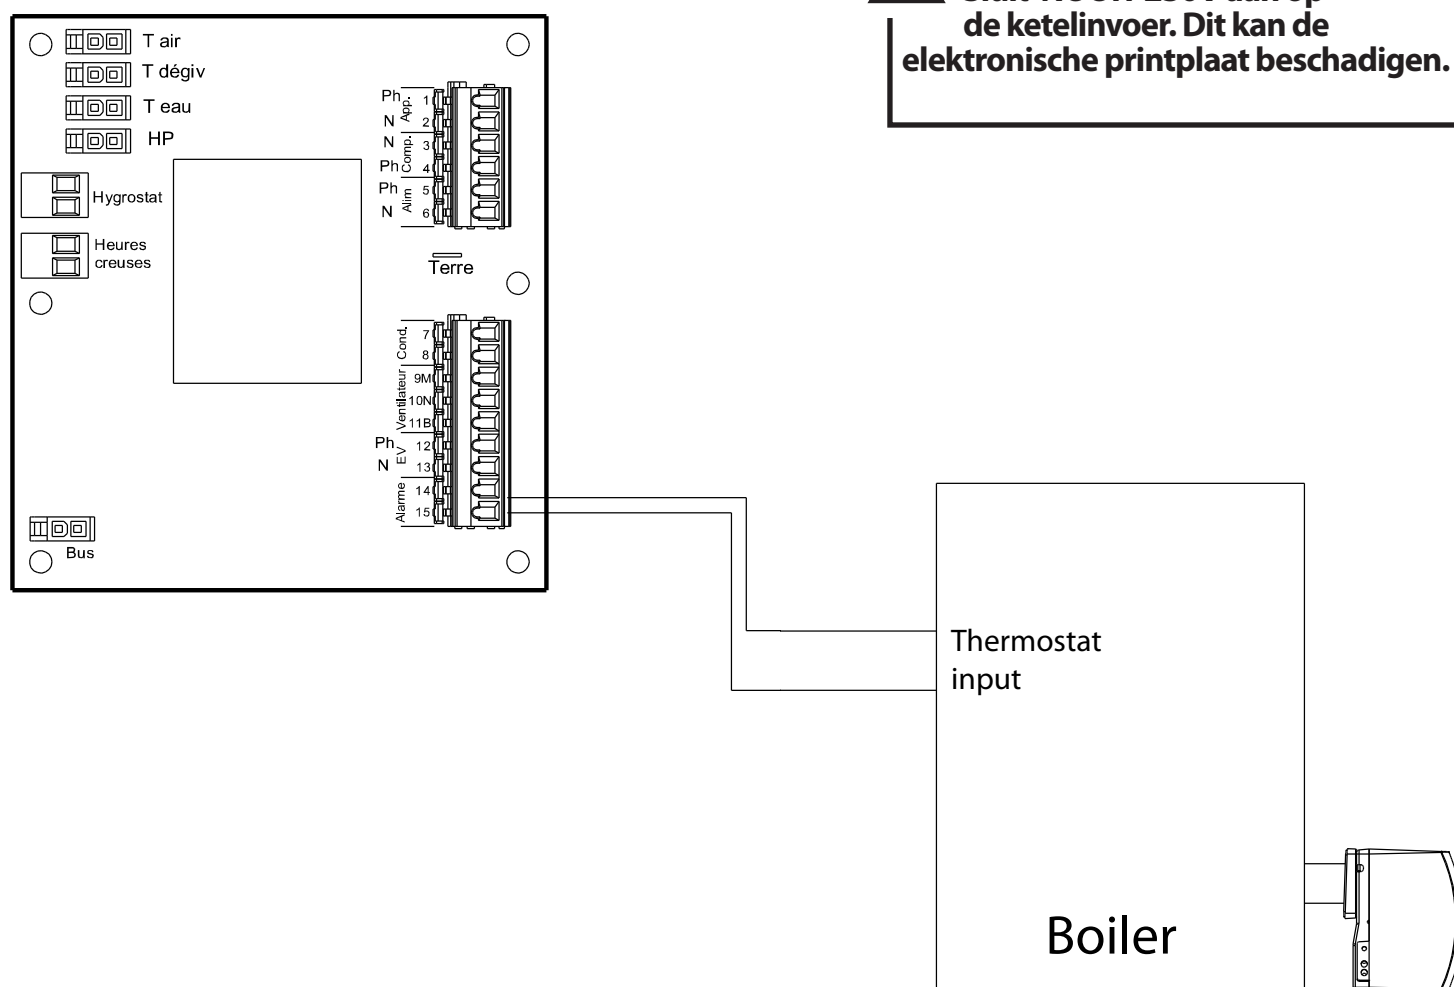 de ketelinvoer. Dit kan de
elektronische printplaat beschadigen.
T air
T dégiv
T eau
HP
Hygrostat
Heures
creuses
Bus
Ph 1
N 2
App.
N 3
Ph 4
Comp.
Ph 5
N 6
Alim
Terre
7
8
Cond.
9M
10N
11B
Ventilateur
Ph 12
N 13
EV
14
15
Alarme
Thermostat
input
Boiler